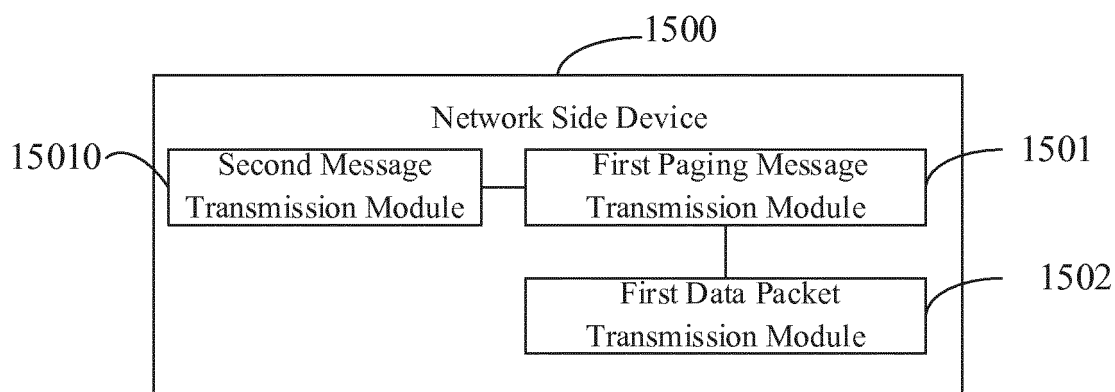 1500
Network Side Device
15010
Second Message
Transmission Module
First Paging Message
Transmission Module
1501
First Data Packet
Transmission Module
1502